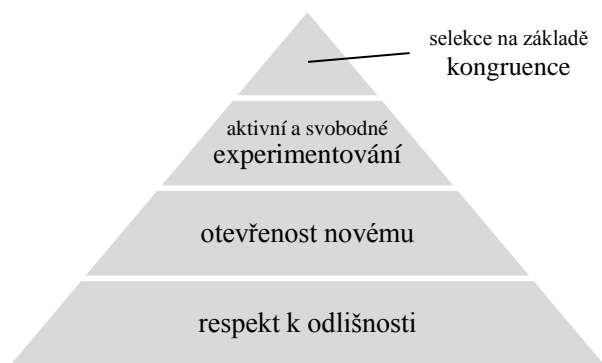 selekce na základě
kongruence
aktivní a svobodné
experimentování
otevřenost novému
respekt k odlišnosti